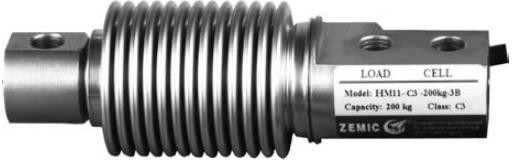 LOAD CELL
Model: HM11- C3 -200kg-3B
Capacity: 200 kg Class: C3
ZEMIC